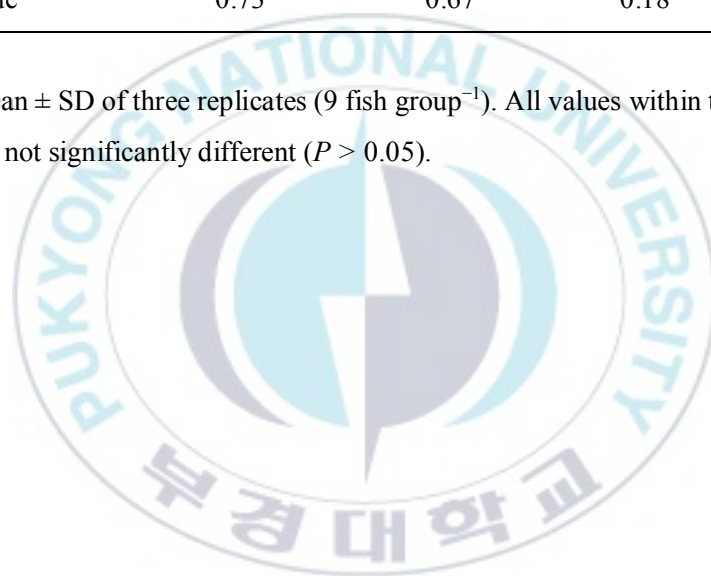 0.73 0.67 0.18
ean ± SD of three replicates (9 fish group⁻¹). All values within t
not significantly different (P > 0.05).
PUKYONG NATIONAL UNIVERSITY
부경대학교